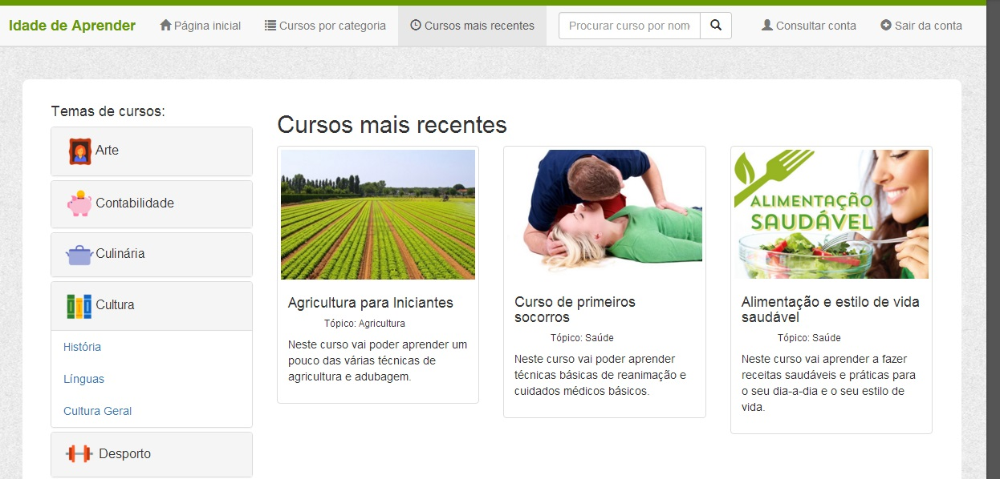 Idade de Aprender
Página inicial
Cursos por categoria
Cursos mais recentes
Procurar curso por nom
Consultar conta
Sair da conta
Temas de cursos:
Arte
Contabilidade
Culinária
Cultura
História
Línguas
Cultura Geral
Desporto
Cursos mais recentes
Agricultura para Iniciantes
Tópico: Agricultura
Neste curso vai poder aprender um
pouco das várias técnicas de
agricultura e adubagem.
Curso de primeiros
socorros
Tópico: Saúde
Neste curso vai poder aprender
técnicas básicas de reanimação e
cuidados médicos básicos.
ALIMENTAÇÃO
SAUDÁVEL
Alimentação e estilo de vida
saudável
Tópico: Saúde
Neste curso vai aprender a fazer
receitas saudáveis e práticas para
o seu dia-a-dia e o seu estilo de
vida.